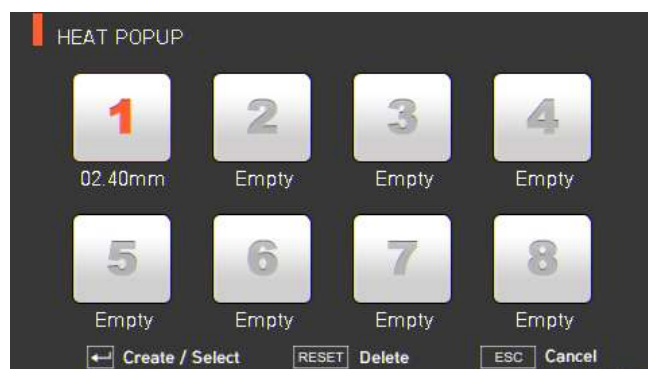 HEAT POPUP
1 2 3 4
02.40mm Empty Empty Empty
5 6 7 8
Empty Empty Empty Empty
Create / Select RESET Delete ESC Cancel